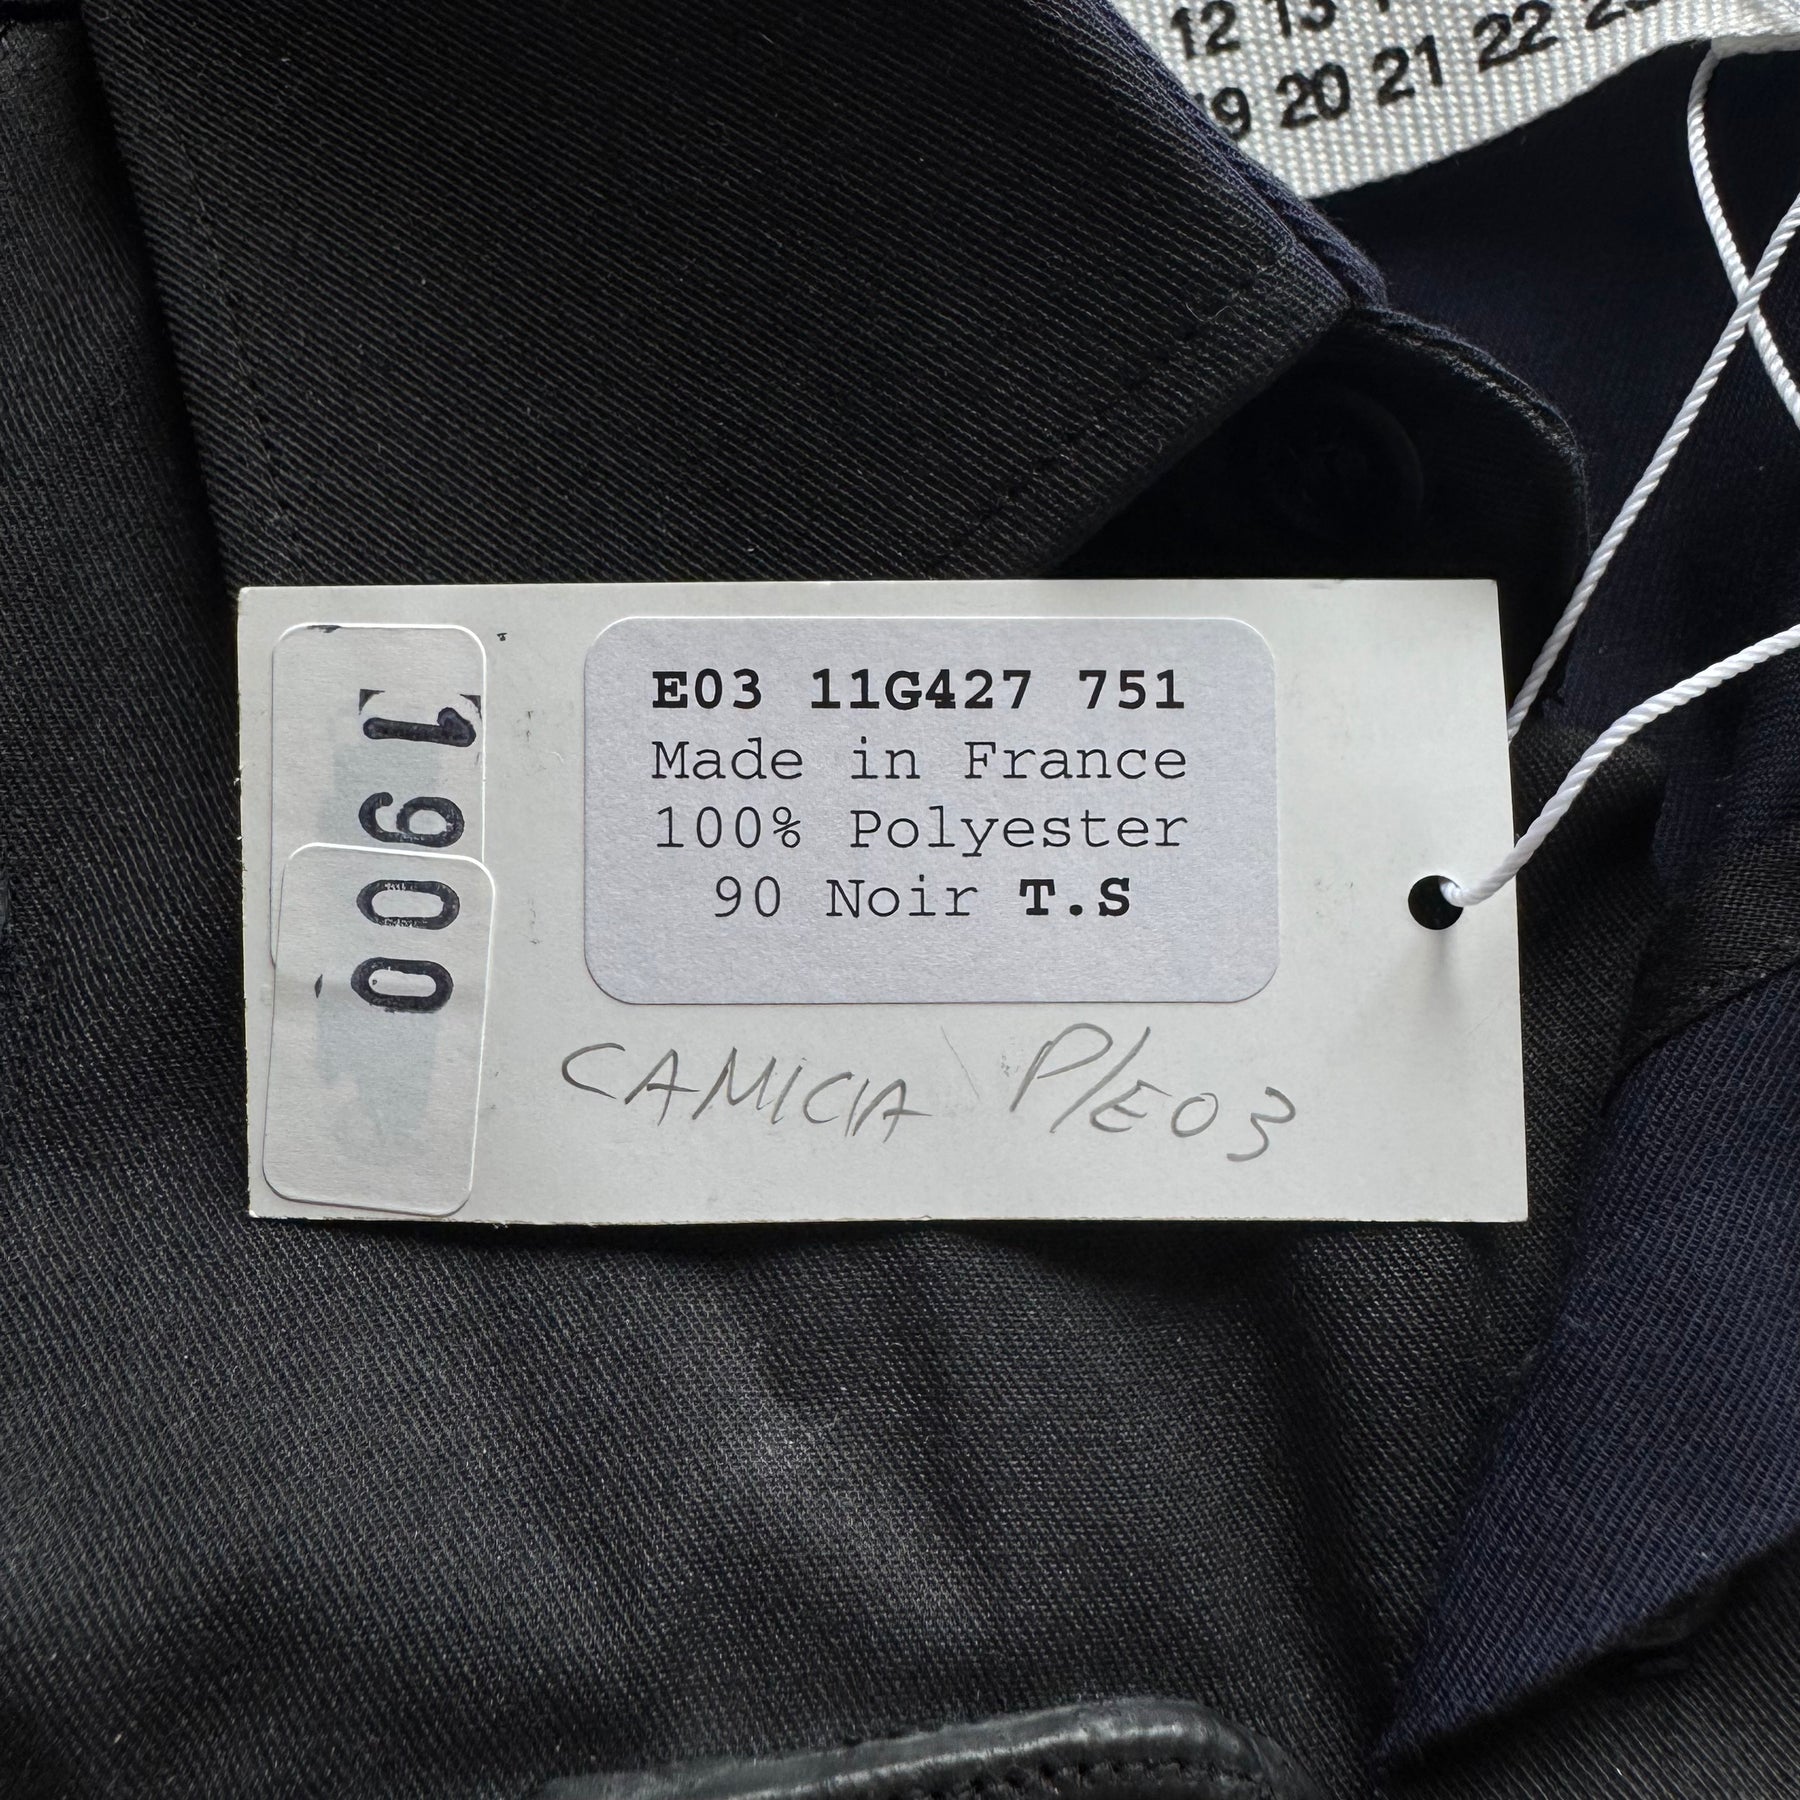 12 13
19 20 21 22 23
E03 11G427 751
Made in France
100% Polyester
90 Noir T.S
CAMICIA P/E03
1900